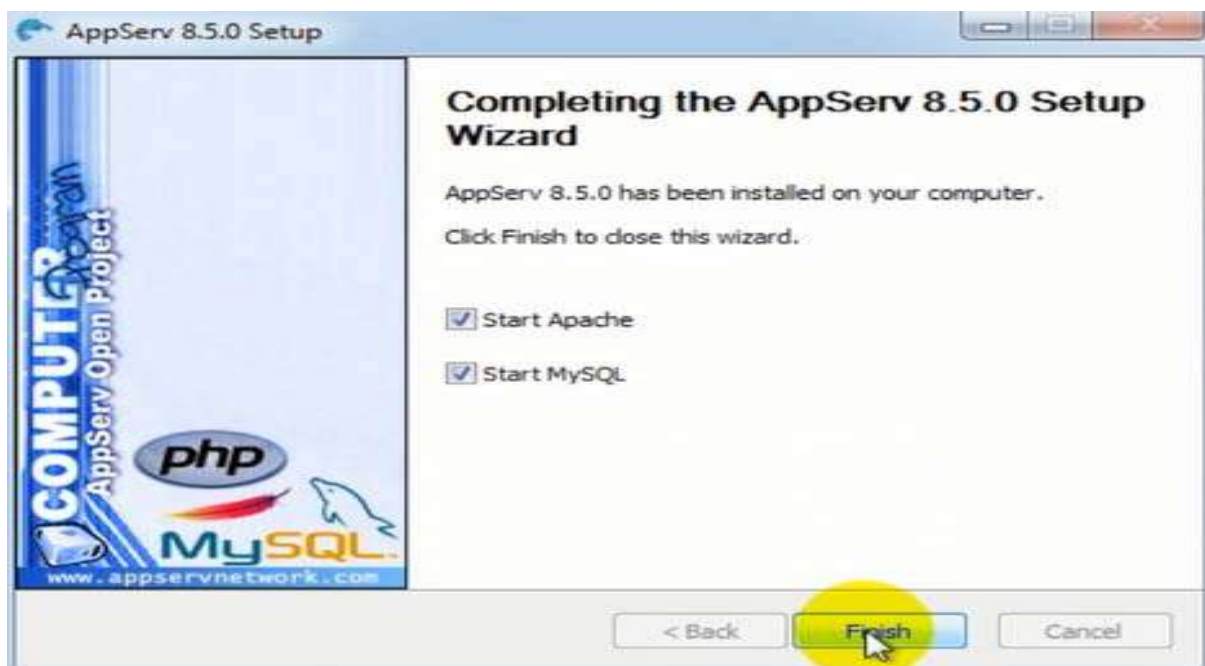 AppServ 8.5.0 Setup
COMPUTER
Program
AppServ Open Project
php
MySQL
www.appservnetwork.com
Completing the AppServ 8.5.0 Setup
Wizard
AppServ 8.5.0 has been installed on your computer.
Click Finish to close this wizard.
Start Apache
Start MySQL
< Back
Finish
Cancel